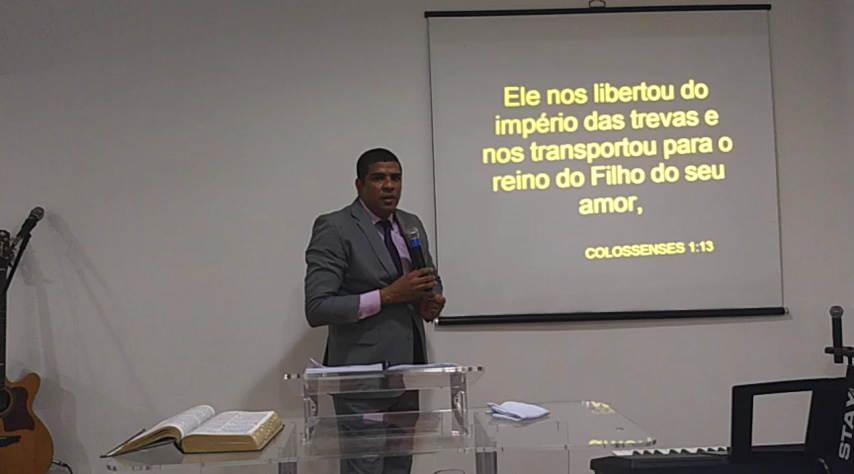 Ele nos libertou do
império das trevas e
nos transportou para o
reino do Filho do seu
amor,
COLOSSENSES 1:13
STAY